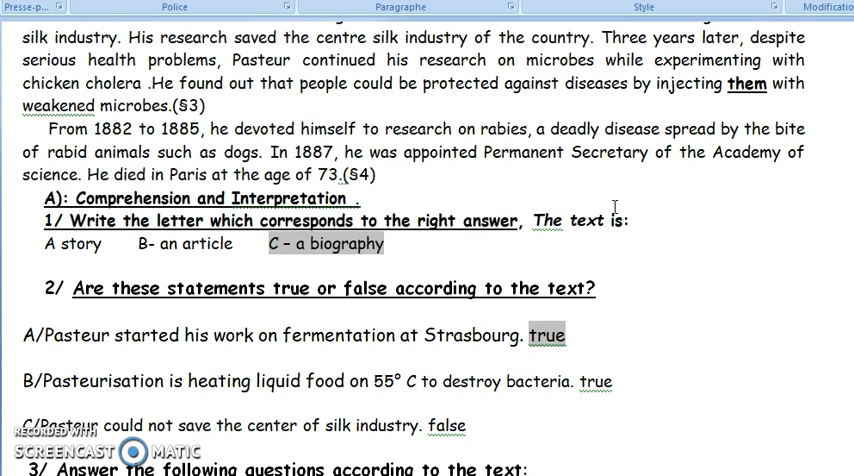 Presse-p... Police Paragraphe Style Modificatio
silk industry. His research saved the centre silk industry of the country. Three years later, despite
serious health problems, Pasteur continued his research on microbes while experimenting with
chicken cholera .He found out that people could be protected against diseases by injecting them with
weakened microbes.(§3)
From 1882 to 1885, he devoted himself to research on rabies, a deadly disease spread by the bite
of rabid animals such as dogs. In 1887, he was appointed Permanent Secretary of the Academy of
science. He died in Paris at the age of 73.(§4)
A): Comprehension and Interpretation .
1/ Write the letter which corresponds to the right answer, The text is:
A story B- an article C – a biography
2/ Are these statements true or false according to the text?
A/Pasteur started his work on fermentation at Strasbourg. true
B/Pasteurisation is heating liquid food on 55° C to destroy bacteria. true
C/Pasteur could not save the center of silk industry. false
RECORDED WITH
SCREENCAST MATIC
3/ Answer the following questions according to the text: